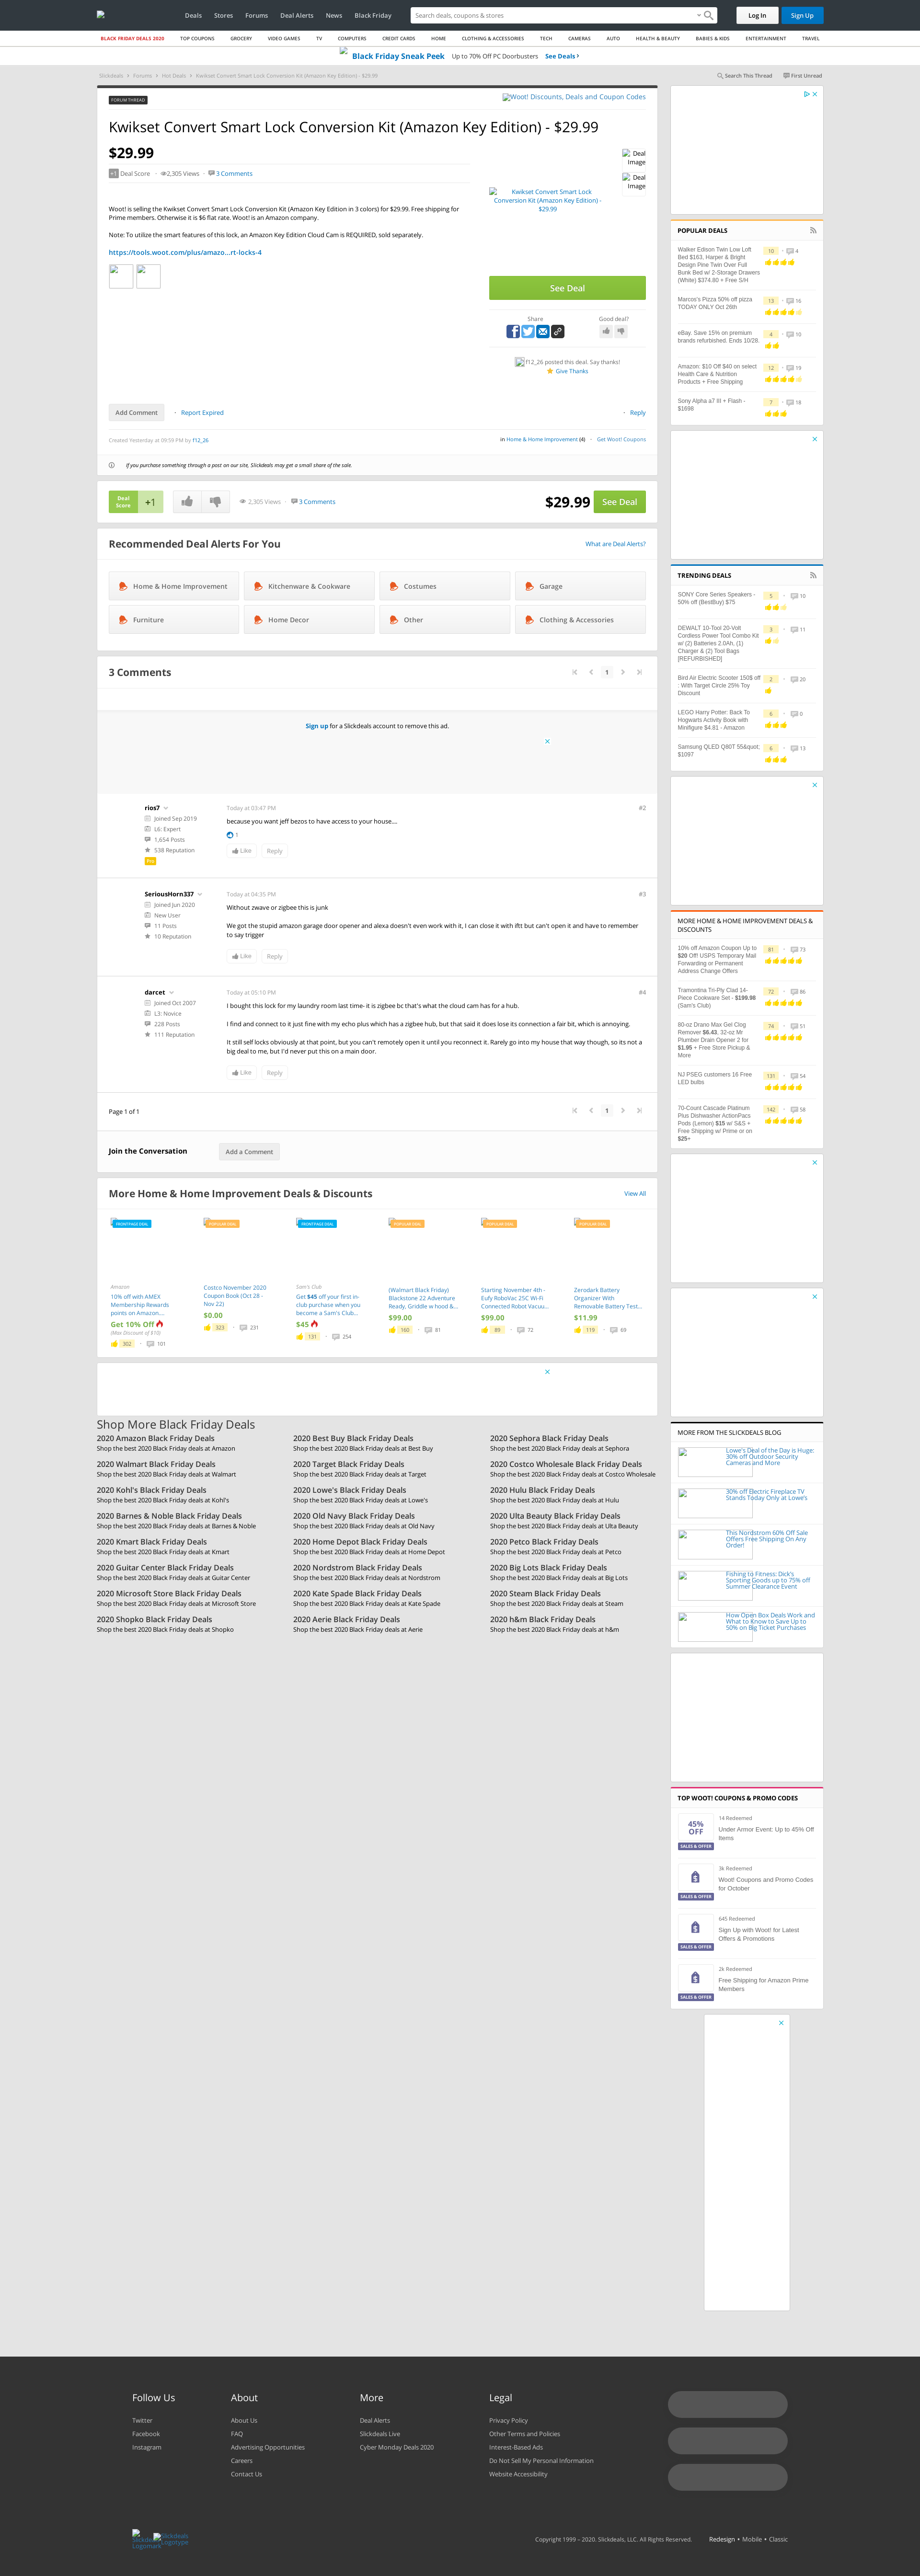 Deals Stores Forums Deal Alerts News Black Friday
Search deals, coupons & stores
Log In
Sign Up
BLACK FRIDAY DEALS 2020 TOP COUPONS GROCERY VIDEO GAMES TV COMPUTERS CREDIT CARDS HOME CLOTHING & ACCESSORIES TECH CAMERAS AUTO HEALTH & BEAUTY BABIES & KIDS ENTERTAINMENT TRAVEL
Black Friday Sneak Peek Up to 70% Off PC Doorbusters See Deals
Slickdeals Forums Hot Deals Kwikset Convert Smart Lock Conversion Kit (Amazon Key Edition) - $29.99
Search This Thread First Unread
FORUM THREAD
Woot! Discounts, Deals and Coupon Codes
Kwikset Convert Smart Lock Conversion Kit (Amazon Key Edition) - $29.99
$29.99
+1 Deal Score 2,305 Views 3 Comments
Woot! is selling the Kwikset Convert Smart Lock Conversion Kit (Amazon Key Edition in 3 colors) for $29.99. Free shipping for
Prime members. Otherwise it is $6 flat rate. Woot! is an Amazon company.
Note: To utilize the smart features of this lock, an Amazon Key Edition Cloud Cam is REQUIRED, sold separately.
https://tools.woot.com/plus/amazo...rt-locks-4
Kwikset Convert Smart Lock
Conversion Kit (Amazon Key Edition) -
$29.99
Deal
Image
Deal
Image
See Deal
Share
Good deal?
f12_26 posted this deal. Say thanks!
Give Thanks
Add Comment
Report Expired
Reply
Created Yesterday at 09:59 PM by f12_26
in Home & Home Improvement (4) Get Woot! Coupons
If you purchase something through a post on our site, Slickdeals may get a small share of the sale.
Deal
Score
+1
2,305 Views 3 Comments
$29.99
See Deal
Recommended Deal Alerts For You
What are Deal Alerts?
Home & Home Improvement
Kitchenware & Cookware
Costumes
Garage
Furniture
Home Decor
Other
Clothing & Accessories
3 Comments
1
Sign up for a Slickdeals account to remove this ad.
rios7
Joined Sep 2019
L6: Expert
1,654 Posts
538 Reputation
Pro
Today at 03:47 PM
#2
because you want jeff bezos to have access to your house....
1
Like
Reply
SeriousHorn337
Joined Jun 2020
New User
11 Posts
10 Reputation
Today at 04:35 PM
#3
Without zwave or zigbee this is junk
We got the stupid amazon garage door opener and alexa doesn't even work with it, I can close it with iftt but can't open it and have to remember
to say trigger
Like
Reply
darcet
Joined Oct 2007
L3: Novice
228 Posts
111 Reputation
Today at 05:10 PM
#4
I bought this lock for my laundry room last time- it is zigbee bc tht's what the cloud cam has for a hub.
I find and connect to it just fine with my echo plus which has a zigbee hub, but that said it does lose its connection a fair bit, which is annoying.
It still self locks obviously at that point, but you can't remotely open it until you reconnect it. Rarely go into my house that way though, so its not a
big deal to me, but I'd never put this on a main door.
Like
Reply
Page 1 of 1
1
Join the Conversation
Add a Comment
More Home & Home Improvement Deals & Discounts
View All
FRONTPAGE DEAL
Amazon
10% off with AMEX
Membership Rewards
points on Amazon....
Get 10% Off
(Max Discount of $10)
302 101
POPULAR DEAL
Costco November 2020
Coupon Book (Oct 28 -
Nov 22)
$0.00
323 231
FRONTPAGE DEAL
Sam's Club
Get $45 off your first in-
club purchase when you
become a Sam's Club...
$45
131 254
POPULAR DEAL
(Walmart Black Friday)
Blackstone 22 Adventure
Ready, Griddle w hood &...
$99.00
160 81
POPULAR DEAL
Starting November 4th -
Eufy RoboVac 25C Wi-Fi
Connected Robot Vacuu...
$99.00
89 72
POPULAR DEAL
Zerodark Battery
Organizer With
Removable Battery Test...
$11.99
119 69
Shop More Black Friday Deals
2020 Amazon Black Friday Deals
Shop the best 2020 Black Friday deals at Amazon
2020 Best Buy Black Friday Deals
Shop the best 2020 Black Friday deals at Best Buy
2020 Sephora Black Friday Deals
Shop the best 2020 Black Friday deals at Sephora
2020 Walmart Black Friday Deals
Shop the best 2020 Black Friday deals at Walmart
2020 Target Black Friday Deals
Shop the best 2020 Black Friday deals at Target
2020 Costco Wholesale Black Friday Deals
Shop the best 2020 Black Friday deals at Costco Wholesale
2020 Kohl's Black Friday Deals
Shop the best 2020 Black Friday deals at Kohl's
2020 Lowe's Black Friday Deals
Shop the best 2020 Black Friday deals at Lowe's
2020 Hulu Black Friday Deals
Shop the best 2020 Black Friday deals at Hulu
2020 Barnes & Noble Black Friday Deals
Shop the best 2020 Black Friday deals at Barnes & Noble
2020 Old Navy Black Friday Deals
Shop the best 2020 Black Friday deals at Old Navy
2020 Ulta Beauty Black Friday Deals
Shop the best 2020 Black Friday deals at Ulta Beauty
2020 Kmart Black Friday Deals
Shop the best 2020 Black Friday deals at Kmart
2020 Home Depot Black Friday Deals
Shop the best 2020 Black Friday deals at Home Depot
2020 Petco Black Friday Deals
Shop the best 2020 Black Friday deals at Petco
2020 Guitar Center Black Friday Deals
Shop the best 2020 Black Friday deals at Guitar Center
2020 Nordstrom Black Friday Deals
Shop the best 2020 Black Friday deals at Nordstrom
2020 Big Lots Black Friday Deals
Shop the best 2020 Black Friday deals at Big Lots
2020 Microsoft Store Black Friday Deals
Shop the best 2020 Black Friday deals at Microsoft Store
2020 Kate Spade Black Friday Deals
Shop the best 2020 Black Friday deals at Kate Spade
2020 Steam Black Friday Deals
Shop the best 2020 Black Friday deals at Steam
2020 Shopko Black Friday Deals
Shop the best 2020 Black Friday deals at Shopko
2020 Aerie Black Friday Deals
Shop the best 2020 Black Friday deals at Aerie
2020 h&m Black Friday Deals
Shop the best 2020 Black Friday deals at h&m
POPULAR DEALS
Walker Edison Twin Low Loft
Bed $163, Harper & Bright
Design Pine Twin Over Full
Bunk Bed w/ 2-Storage Drawers
(White) $374.80 + Free S/H
10 4
Marcos's Pizza 50% off pizza
TODAY ONLY Oct 26th
13 16
eBay. Save 15% on premium
brands refurbished. Ends 10/28.
4 10
Amazon: $10 Off $40 on select
Health Care & Nutrition
Products + Free Shipping
12 19
Sony Alpha a7 III + Flash -
$1698
7 18
TRENDING DEALS
SONY Core Series Speakers -
50% off (BestBuy) $75
5 10
DEWALT 10-Tool 20-Volt
Cordless Power Tool Combo Kit
w/ (2) Batteries 2.0Ah, (1)
Charger & (2) Tool Bags
[REFURBISHED]
3 11
Bird Air Electric Scooter 150$ off
: With Target Circle 25% Toy
Discount
2 20
LEGO Harry Potter: Back To
Hogwarts Activity Book with
Minifigure $4.81 - Amazon
6 0
Samsung QLED Q80T 55&quot;
$1097
6 13
MORE HOME & HOME IMPROVEMENT DEALS &
DISCOUNTS
10% off Amazon Coupon Up to
$20 Off! USPS Temporary Mail
Forwarding or Permanent
Address Change Offers
81 73
Tramontina Tri-Ply Clad 14-
Piece Cookware Set - $199.98
(Sam's Club)
72 86
80-oz Drano Max Gel Clog
Remover $6.43, 32-oz Mr
Plumber Drain Opener 2 for
$1.95 + Free Store Pickup &
More
74 51
NJ PSEG customers 16 Free
LED bulbs
131 54
70-Count Cascade Platinum
Plus Dishwasher ActionPacs
Pods (Lemon) $15 w/ S&S +
Free Shipping w/ Prime or on
$25+
142 58
MORE FROM THE SLICKDEALS BLOG
Lowe's Deal of the Day is Huge:
30% off Outdoor Security
Cameras and More
30% off Electric Fireplace TV
Stands Today Only at Lowe's
This Nordstrom 60% Off Sale
Offers Free Shipping On Any
Order!
Fishing to Fitness: Dick's
Sporting Goods up to 75% off
Summer Clearance Event
How Open Box Deals Work and
What to Know to Save Up to
50% on Big Ticket Purchases
TOP WOOT! COUPONS & PROMO CODES
45%
OFF
SALES & OFFER
14 Redeemed
Under Armor Event: Up to 45% Off
Items
SALES & OFFER
3k Redeemed
Woot! Coupons and Promo Codes
for October
SALES & OFFER
645 Redeemed
Sign Up with Woot! for Latest
Offers & Promotions
SALES & OFFER
2k Redeemed
Free Shipping for Amazon Prime
Members
Follow Us
Twitter
Facebook
Instagram
About
About Us
FAQ
Advertising Opportunities
Careers
Contact Us
More
Deal Alerts
Slickdeals Live
Cyber Monday Deals 2020
Legal
Privacy Policy
Other Terms and Policies
Interest-Based Ads
Do Not Sell My Personal Information
Website Accessibility
Slickdeals
Logomark
Slickdeals
Logotype
Copyright 1999 – 2020. Slickdeals, LLC. All Rights Reserved.
Redesign • Mobile • Classic